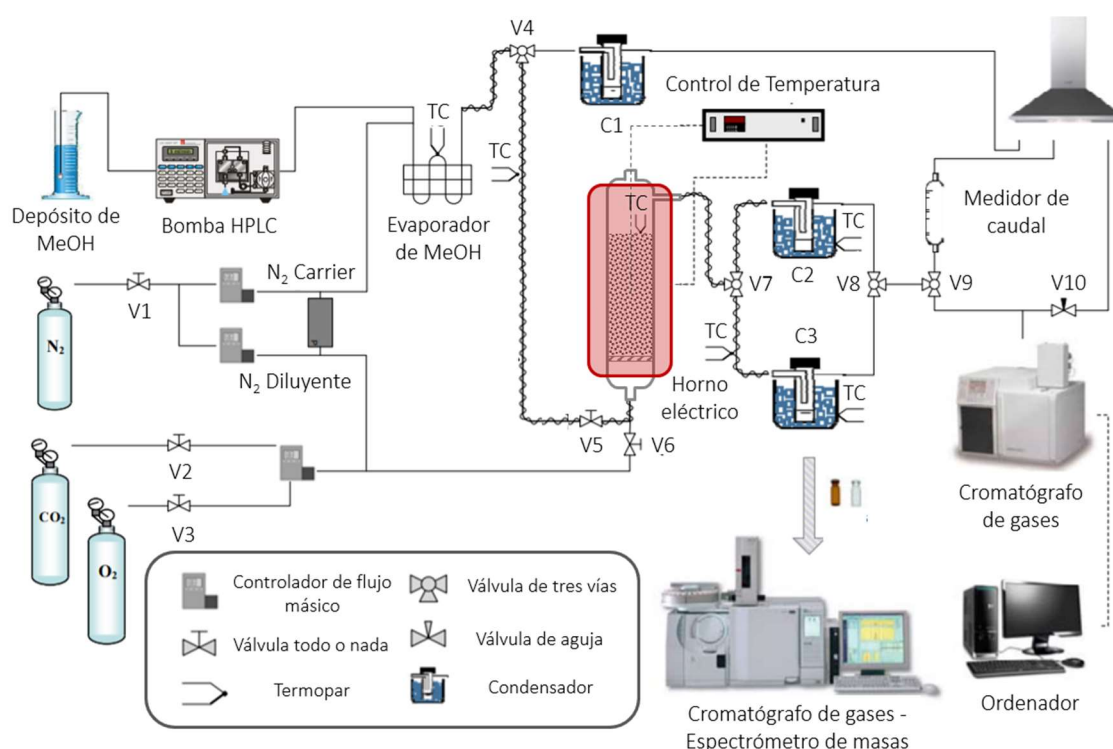 V4
Control de Temperatura
TC
C1
TC
Depósito de
MeOH
Bomba HPLC
Evaporador
de MeOH
TC
TC
C2
Medidor de
caudal
N₂ Carrier
V1
V7
V8
V9
V10
N₂
TC
C3
N₂ Diluyente
Horno
eléctrico
TC
V5
V6
V2
CO₂
V3
O₂
Cromatógrafo
de gases
Controlador de flujo
másico
Válvula de tres vías
Válvula todo o nada
Válvula de aguja
Termopar
Condensador
Ordenador
Cromatógrafo de gases -
Espectrómetro de masas